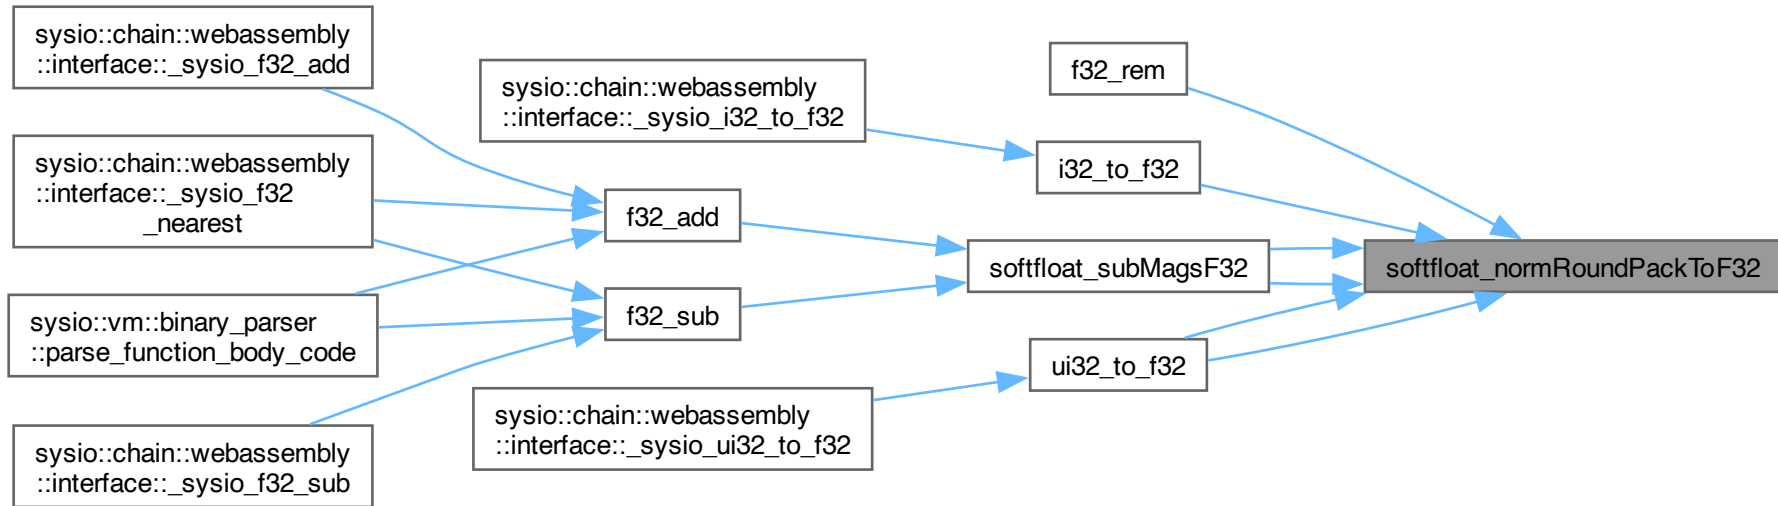 sysio::chain::webassembly
::interface::_sysio_f32_add
sysio::chain::webassembly
::interface::_sysio_f32
_nearest
sysio::vm::binary_parser
::parse_function_body_code
sysio::chain::webassembly
::interface::_sysio_f32_sub
sysio::chain::webassembly
::interface::_sysio_i32_to_f32
f32_add
f32_sub
sysio::chain::webassembly
::interface::_sysio_ui32_to_f32
f32_rem
i32_to_f32
softfloat_subMagsF32
ui32_to_f32
softfloat_normRoundPackToF32